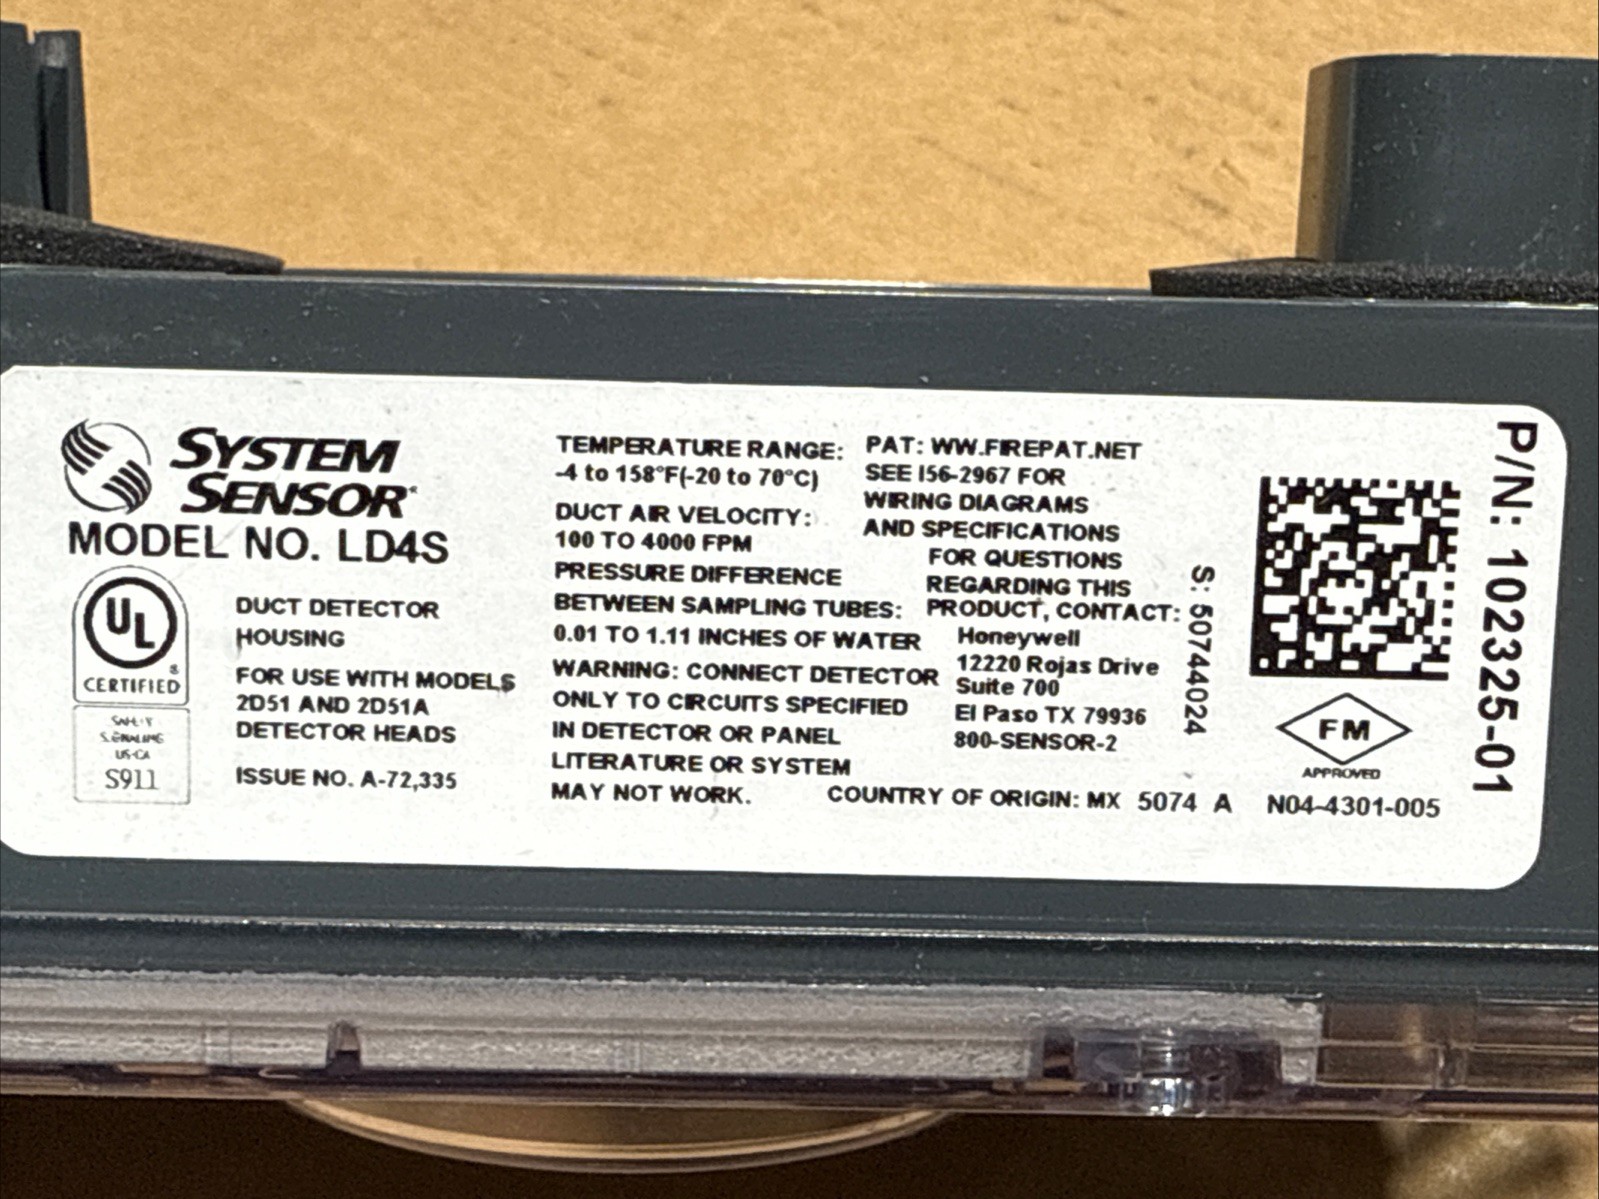 SYSTEM
SENSOR
MODEL NO. LD4S
UL
®
CERTIFIED
SAFETY
SIGNALING
US-CA
S911
DUCT DETECTOR
HOUSING
FOR USE WITH MODELS
2D51 AND 2D51A
DETECTOR HEADS
ISSUE NO. A-72,335
TEMPERATURE RANGE:
-4 to 158°F(-20 to 70°C)
DUCT AIR VELOCITY:
100 TO 4000 FPM
PRESSURE DIFFERENCE
BETWEEN SAMPLING TUBES:
0.01 TO 1.11 INCHES OF WATER
WARNING: CONNECT DETECTOR
ONLY TO CIRCUITS SPECIFIED
IN DETECTOR OR PANEL
LITERATURE OR SYSTEM
MAY NOT WORK.
PAT: WW.FIREPAT.NET
SEE I56-2967 FOR
WIRING DIAGRAMS
AND SPECIFICATIONS
FOR QUESTIONS
REGARDING THIS
PRODUCT, CONTACT:
Honeywell
12220 Rojas Drive
Suite 700
El Paso TX 79936
800-SENSOR-2
COUNTRY OF ORIGIN: MX 5074 A
S: 50744024
FM
APPROVED
N04-4301-005
P/N: 102325-01